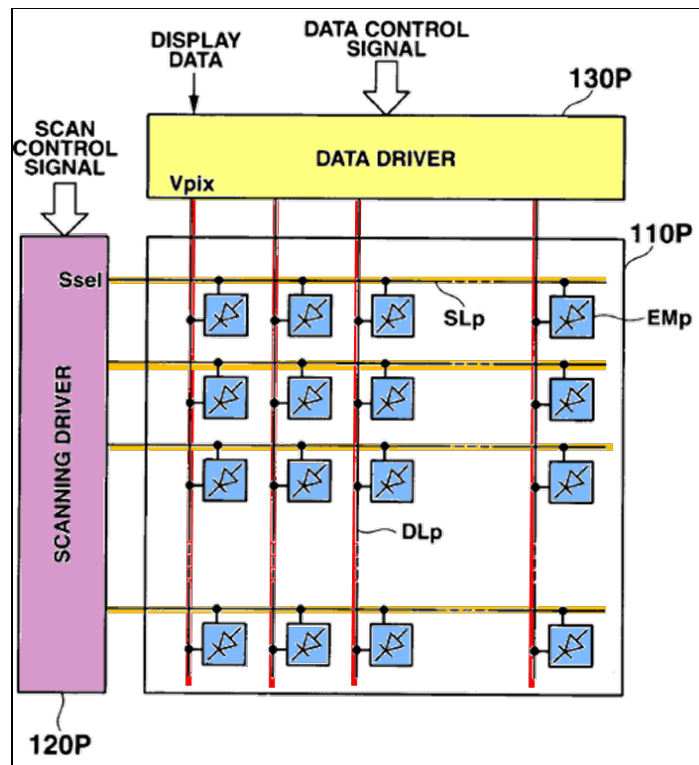 DISPLAY
DATA
DATA CONTROL
SIGNAL
130P
SCAN
CONTROL
SIGNAL
DATA DRIVER
Vpix
110P
Ssel
SLp
EMp
SCANNING DRIVER
DLp
120P